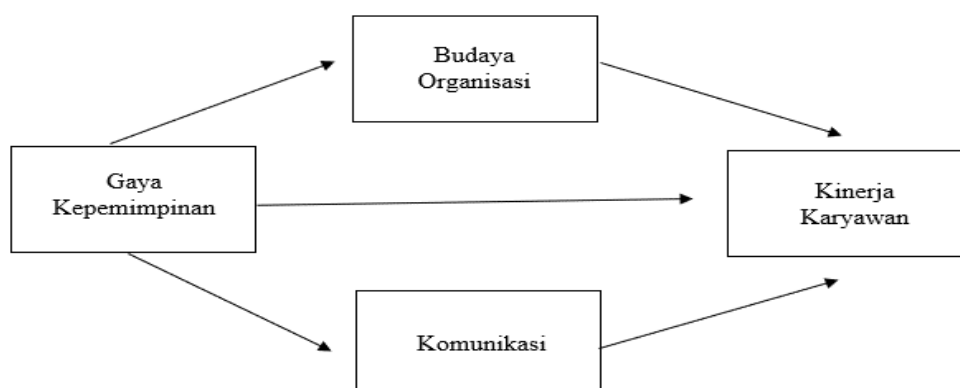 Budaya
Organisasi
Gaya
Kepemimpinan
Kinerja
Karyawan
Komunikasi